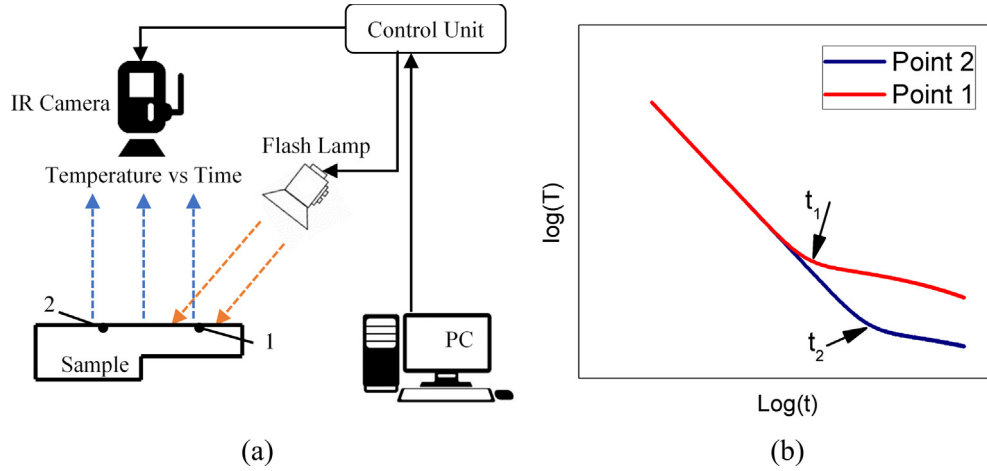 Control Unit
IR Camera
Flash Lamp
Temperature vs Time
2
1
Sample
PC
(a)
Point 2
Point 1
log(T)
t1
t2
Log(t)
(b)